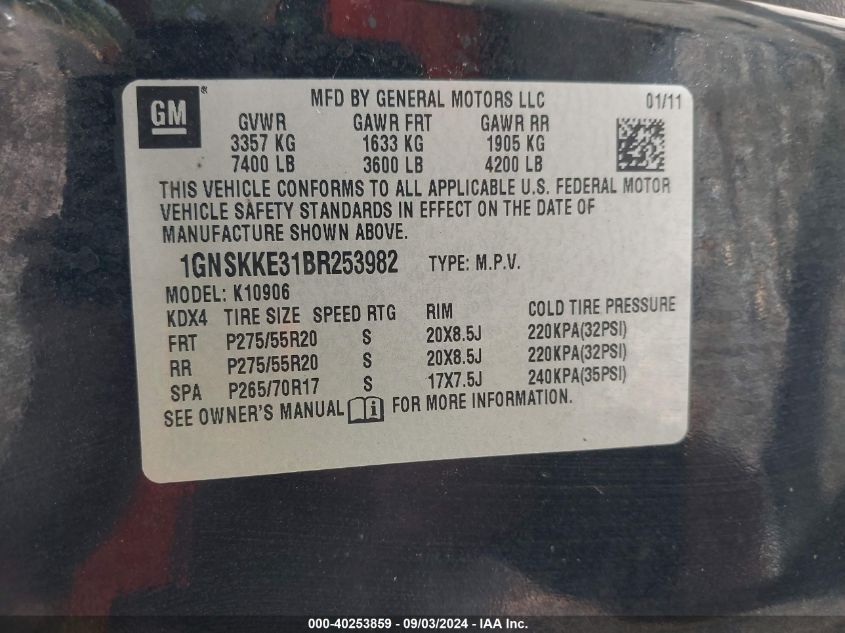 GM ®
MFD BY GENERAL MOTORS LLC 01/11
GVWR GAWR FRT GAWR RR
3357 KG 1633 KG 1905 KG
7400 LB 3600 LB 4200 LB
THIS VEHICLE CONFORMS TO ALL APPLICABLE U.S. FEDERAL MOTOR
VEHICLE SAFETY STANDARDS IN EFFECT ON THE DATE OF
MANUFACTURE SHOWN ABOVE.
1GNSKKE31BR253982 TYPE: M.P.V.
MODEL: K10906
KDX4 TIRE SIZE SPEED RTG RIM COLD TIRE PRESSURE
FRT P275/55R20 S 20X8.5J 220KPA(32PSI)
RR P275/55R20 S 20X8.5J 220KPA(32PSI)
SPA P265/70R17 S 17X7.5J 240KPA(35PSI)
SEE OWNER'S MANUAL i FOR MORE INFORMATION.
000-40253859 - 09/03/2024 - IAAI.com Inc.